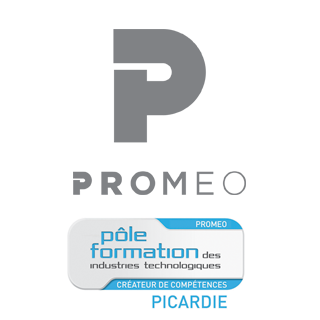 P
PROMEO
PROMEO
pôle
formation des
industries technologiques
CRÉATEUR DE COMPÉTENCES
PICARDIE